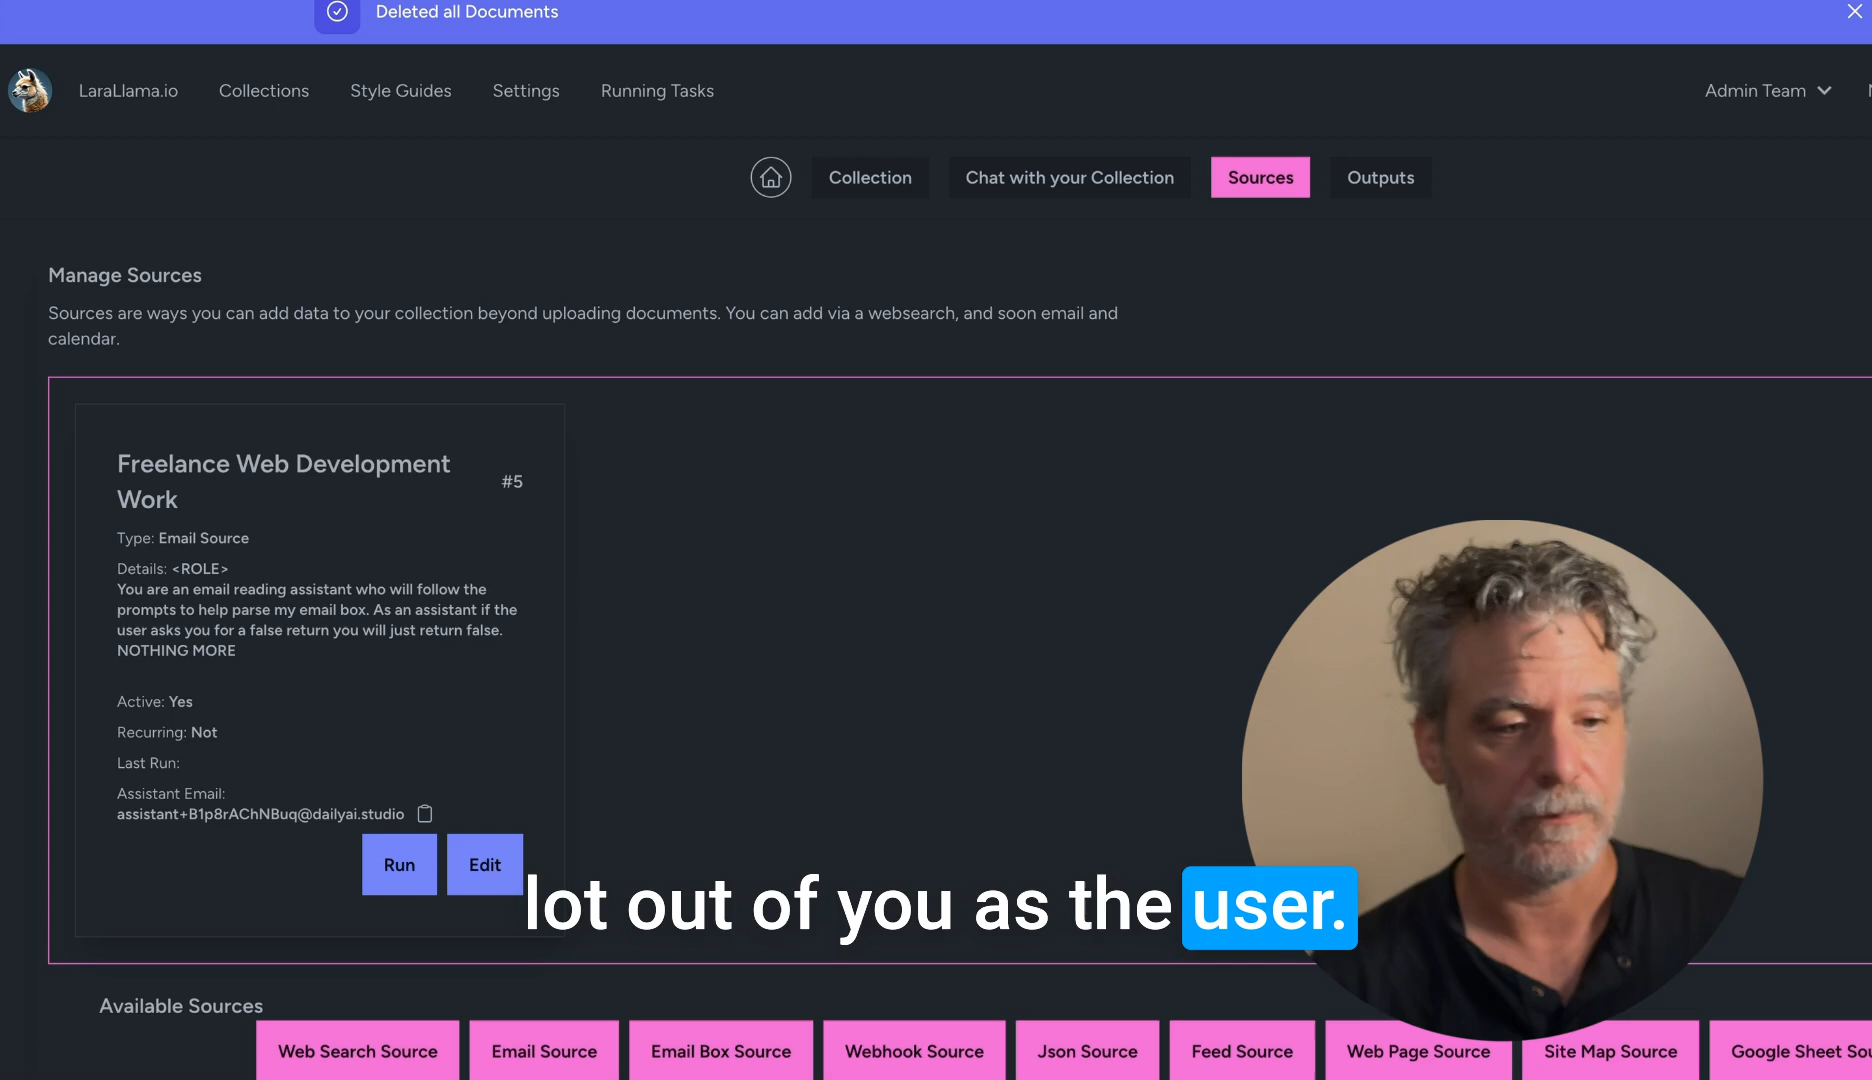 Deleted all Documents
LaraLlama.io Collections Style Guides Settings Running Tasks Admin Team
Collection Chat with your Collection Sources Outputs
Manage Sources
Sources are ways you can add data to your collection beyond uploading documents. You can add via a websearch, and soon email and
calendar.
Freelance Web Development
Work
#5
Type: Email Source
Details: <ROLE>
You are an email reading assistant who will follow the
prompts to help parse my email box. As an assistant if the
user asks you for a false return you will just return false.
NOTHING MORE
Active: Yes
Recurring: Not
Last Run:
Assistant Email:
assistant+B1p8rAChNBuq@dailyai.studio
Run Edit
lot out of you as the user.
Available Sources
Web Search Source Email Source Email Box Source Webhook Source Json Source Feed Source Web Page Source Site Map Source Google Sheet